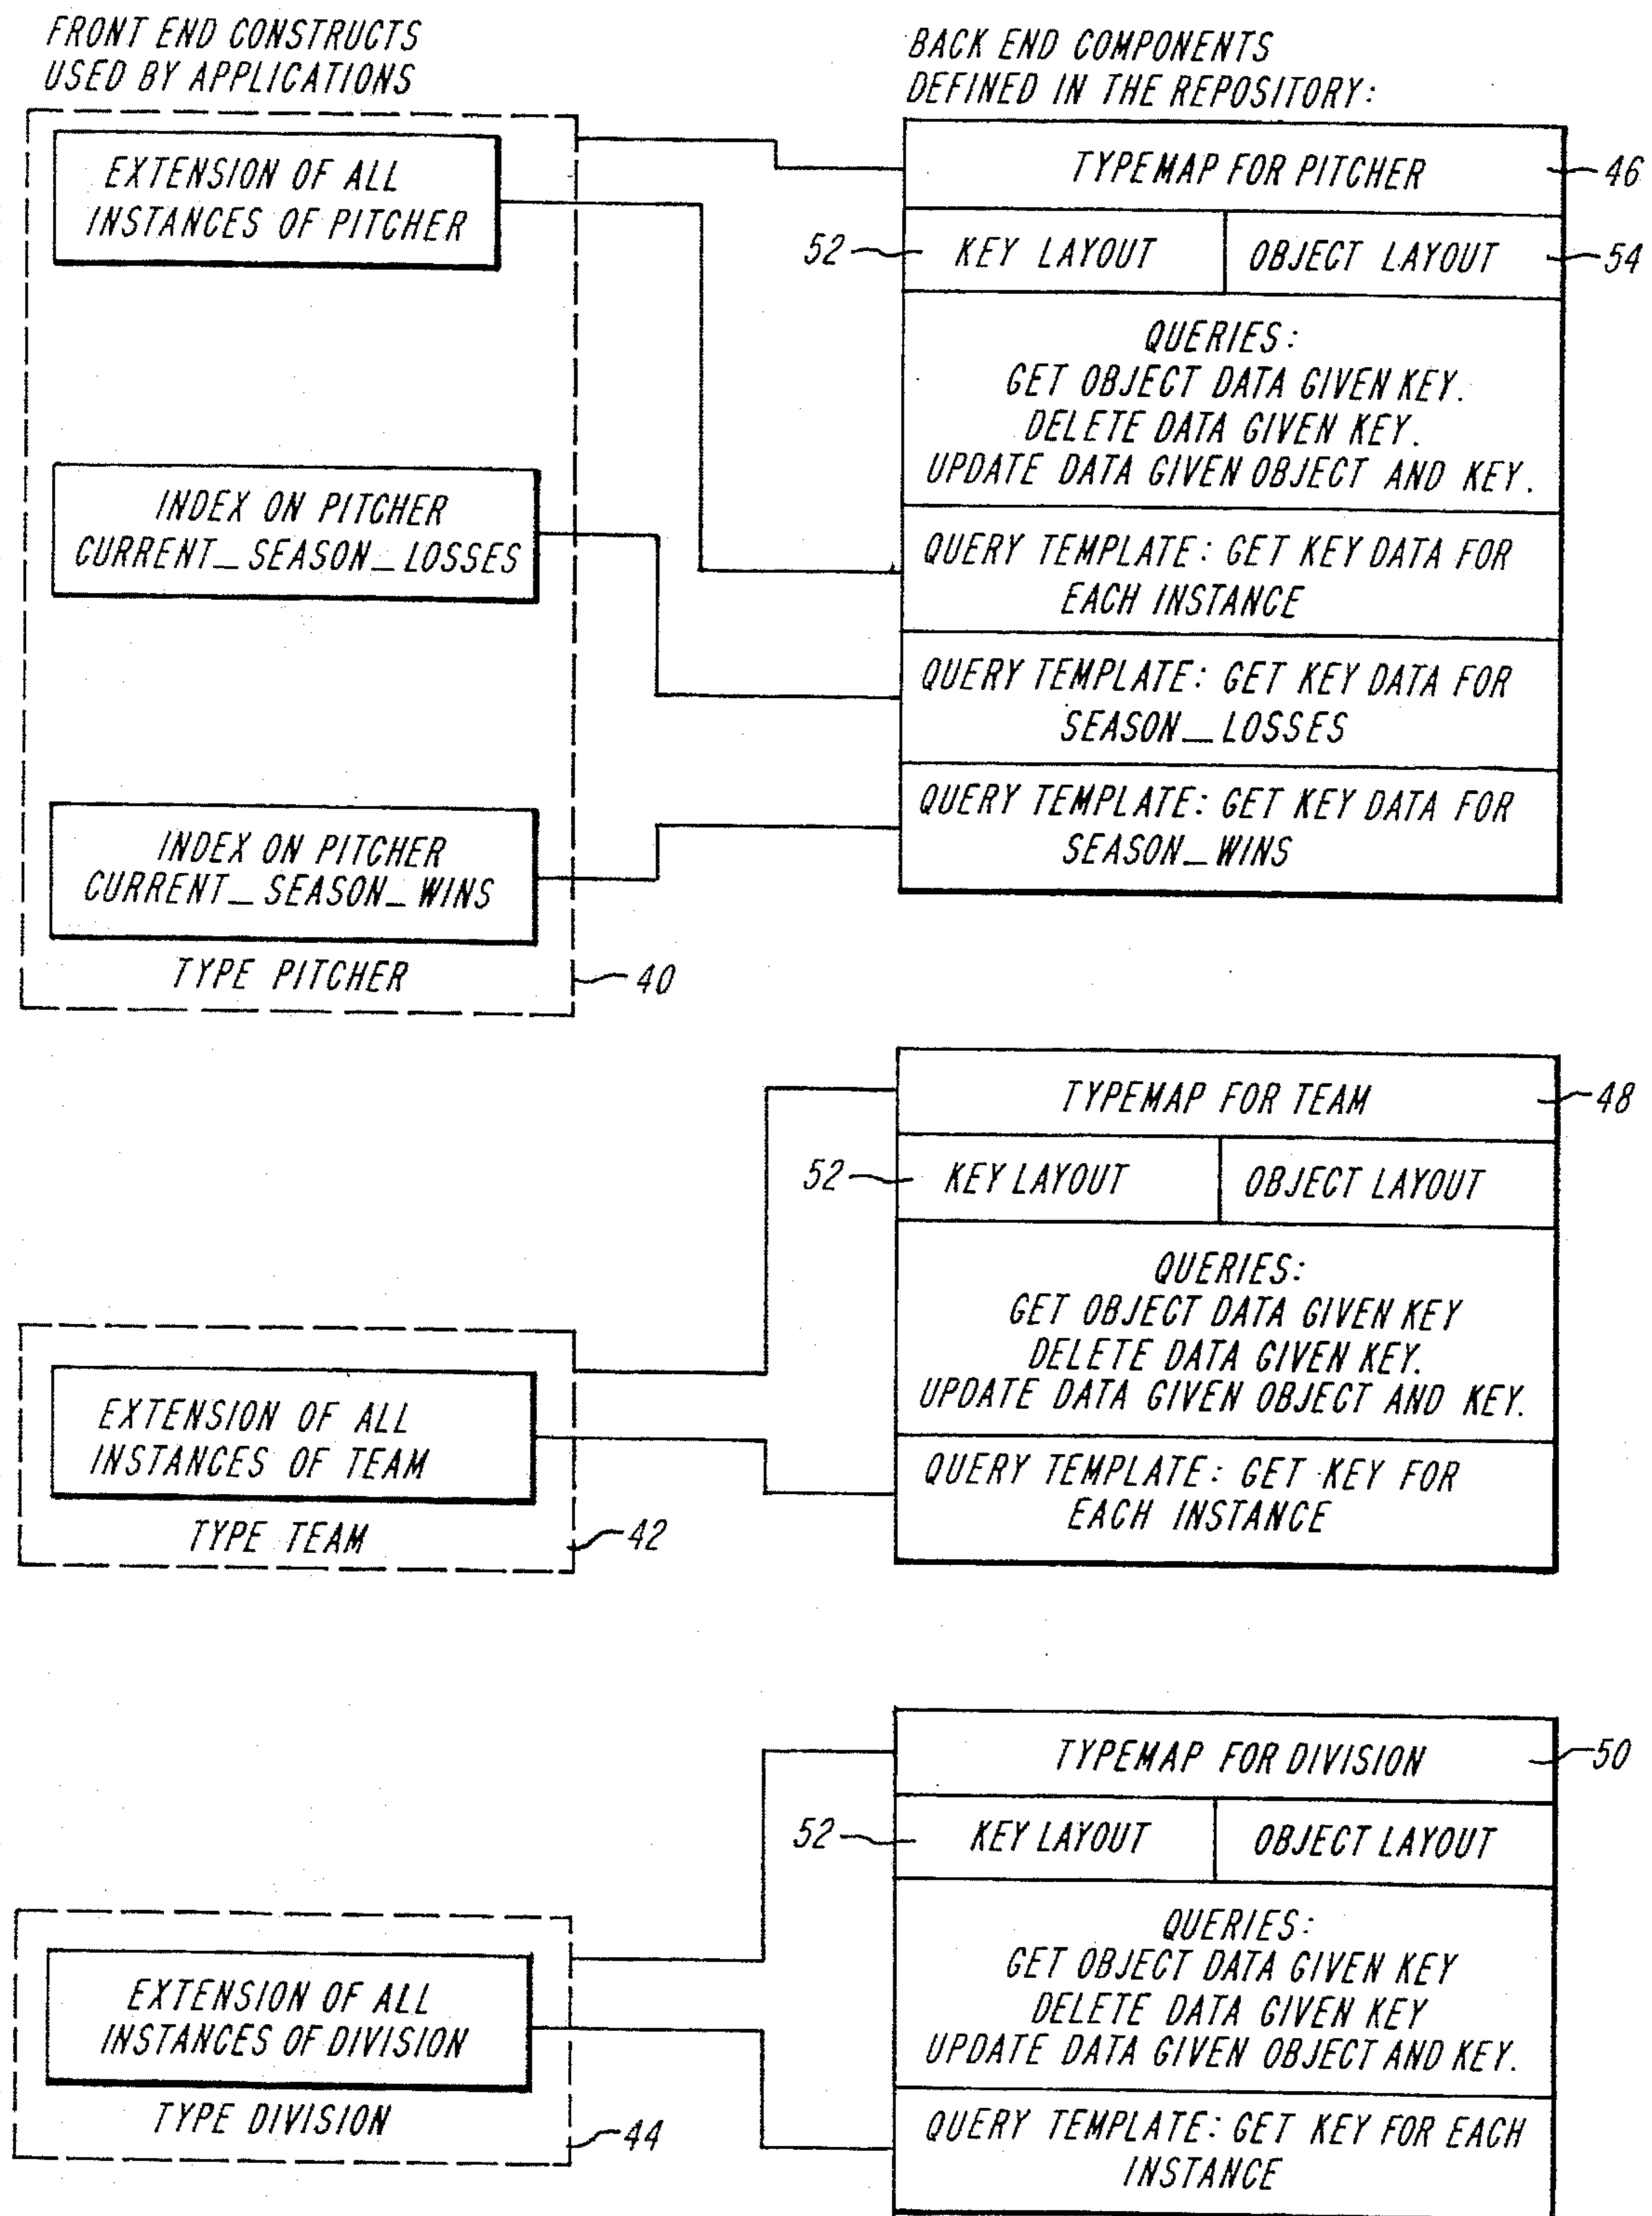 FRONT END CONSTRUCTS
USED BY APPLICATIONS
EXTENSION OF ALL
INSTANCES OF PITCHER
INDEX ON PITCHER
CURRENT_SEASON_LOSSES
INDEX ON PITCHER
CURRENT_SEASON_WINS
TYPE PITCHER
40
BACK END COMPONENTS
DEFINED IN THE REPOSITORY:
TYPEMAP FOR PITCHER
46
52
KEY LAYOUT
OBJECT LAYOUT
54
QUERIES:
GET OBJECT DATA GIVEN KEY.
DELETE DATA GIVEN KEY.
UPDATE DATA GIVEN OBJECT AND KEY.
QUERY TEMPLATE: GET KEY DATA FOR
EACH INSTANCE
QUERY TEMPLATE: GET KEY DATA FOR
SEASON_LOSSES
QUERY TEMPLATE: GET KEY DATA FOR
SEASON_WINS
EXTENSION OF ALL
INSTANCES OF TEAM
TYPE TEAM
42
TYPEMAP FOR TEAM
48
52
KEY LAYOUT
OBJECT LAYOUT
QUERIES:
GET OBJECT DATA GIVEN KEY
DELETE DATA GIVEN KEY.
UPDATE DATA GIVEN OBJECT AND KEY.
QUERY TEMPLATE: GET KEY FOR
EACH INSTANCE
EXTENSION OF ALL
INSTANCES OF DIVISION
TYPE DIVISION
44
TYPEMAP FOR DIVISION
50
52
KEY LAYOUT
OBJECT LAYOUT
QUERIES:
GET OBJECT DATA GIVEN KEY
DELETE DATA GIVEN KEY
UPDATE DATA GIVEN OBJECT AND KEY.
QUERY TEMPLATE: GET KEY FOR EACH
INSTANCE